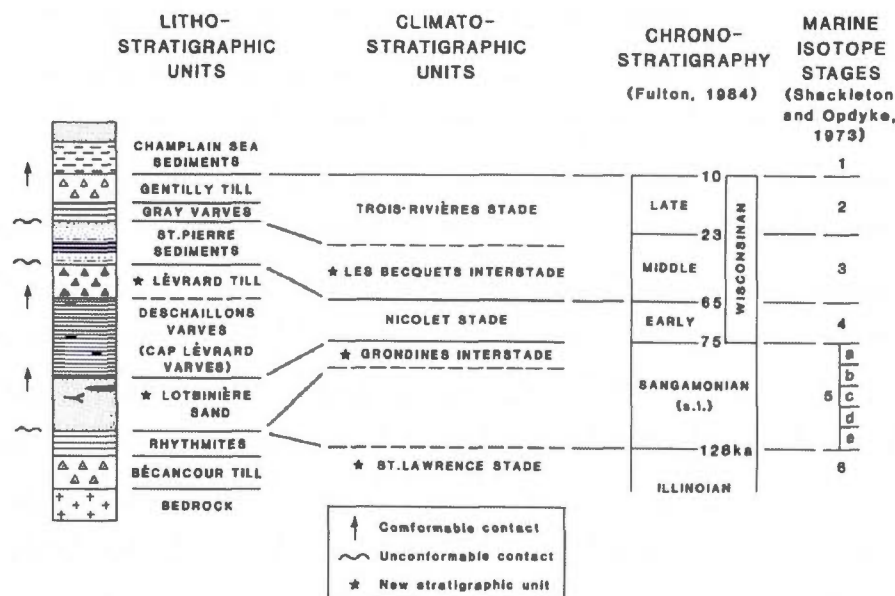 LITHO-
STRATIGRAPHIC
UNITS
CLIMATO-
STRATIGRAPHIC
UNITS
CHRONO-
STRATIGRAPHY
(Fulton, 1984)
MARINE
ISOTOPE
STAGES
(Shackleton
and Opdyke,
1973)
CHAMPLAIN SEA
SEDIMENTS
GENTILLY TILL
GRAY VARVES
ST.PIERRE
SEDIMENTS
★ LÉVRARD TILL
DESCHAILLONS
VARVES
(CAP LÉVRARD
VARVES)
★ LOTBINIÈRE
SAND
RHYTHMITES
BÉCANCOUR TILL
BEDROCK
TROIS-RIVIÈRES STADE
★ LES BECQUETS INTERSTADE
NICOLET STADE
★ GRONDINES INTERSTADE
★ ST.LAWRENCE STADE
10
LATE
23
MIDDLE
65
EARLY
75
WISCONSINAN
SANGAMONIAN
(s.l.)
128ka
ILLINOIAN
1
2
3
4
5
a
b
c
d
e
6
Comformable contact
Unconformable contact
★ New stratigraphic unit